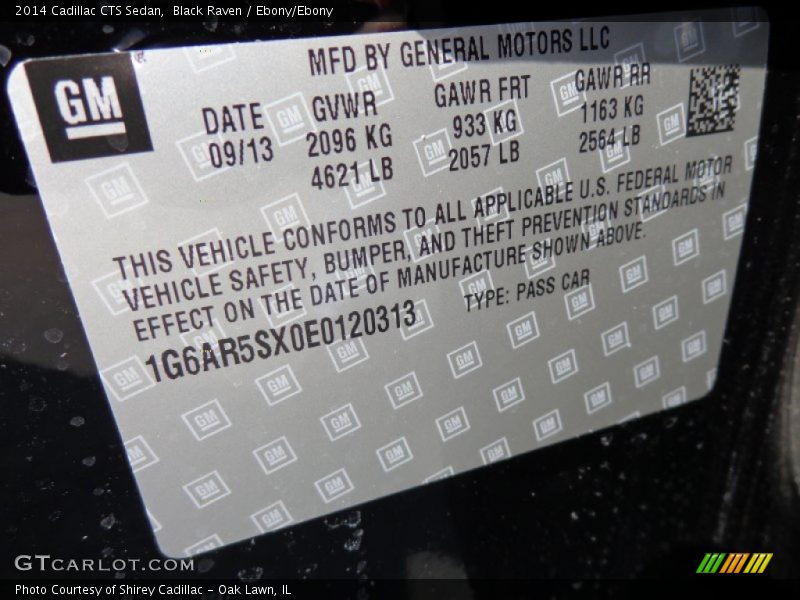 2014 Cadillac CTS Sedan, Black Raven / Ebony/Ebony
GM
MFD BY GENERAL MOTORS LLC
DATE GVWR GAWR FRT GAWR RR
09/13 2096 KG 933 KG 1163 KG
4621 LB 2057 LB 2564 LB
THIS VEHICLE CONFORMS TO ALL APPLICABLE U.S. FEDERAL MOTOR
VEHICLE SAFETY, BUMPER, AND THEFT PREVENTION STANDARDS IN
EFFECT ON THE DATE OF MANUFACTURE SHOWN ABOVE.
1G6AR5SX0E0120313 TYPE: PASS CAR
GTCARLOT.COM
Photo Courtesy of Shirey Cadillac – Oak Lawn, IL